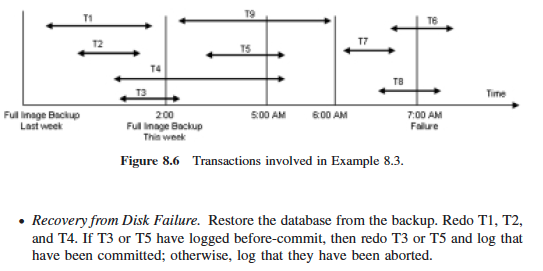 T1
T9
T6
T2
T5
T7
T4
T8
T3
Time
Full Image Backup
Last week
2:00
Full Image Backup
This week
5:00 AM
6:00 AM
7:00 AM
Failure
Figure 8.6 Transactions involved in Example 8.3.
• Recovery from Disk Failure. Restore the database from the backup. Redo T1, T2,
and T4. If T3 or T5 have logged before-commit, then redo T3 or T5 and log that
have been committed; otherwise, log that they have been aborted.